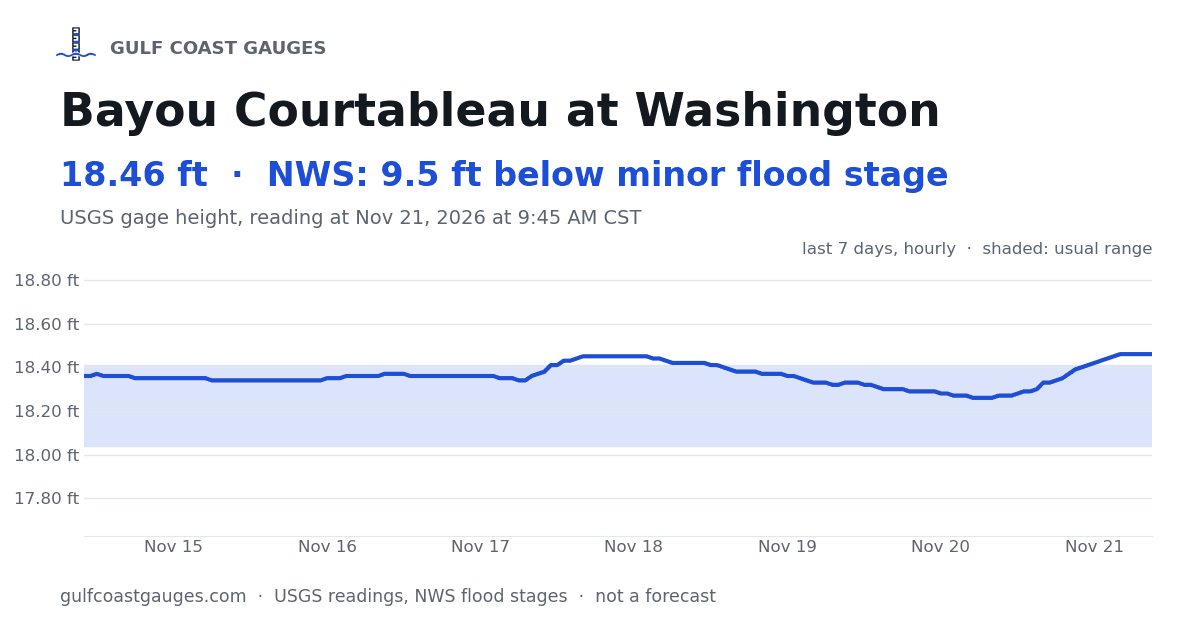 GULF COAST GAUGES
Bayou Courtableau at Washington
18.46 ft · NWS: 9.5 ft below minor flood stage
USGS gage height, reading at Nov 21, 2026 at 9:45 AM CST
last 7 days, hourly · shaded: usual range
18.80 ft
18.60 ft
18.40 ft
18.20 ft
18.00 ft
17.80 ft
Nov 15 Nov 16 Nov 17 Nov 18 Nov 19 Nov 20 Nov 21
gulfcoastgauges.com · USGS readings, NWS flood stages · not a forecast